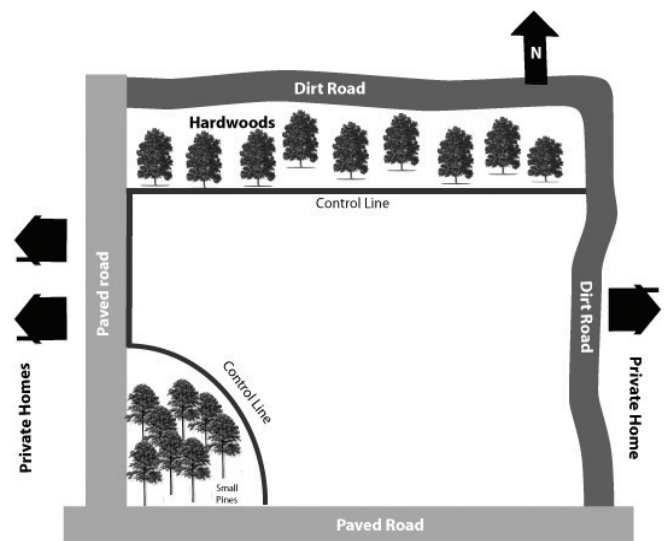 N
Dirt Road
Hardwoods
Control Line
Paved road
Dirt Road
Private Homes
Private Home
Control Line
Small
Pines
Paved Road